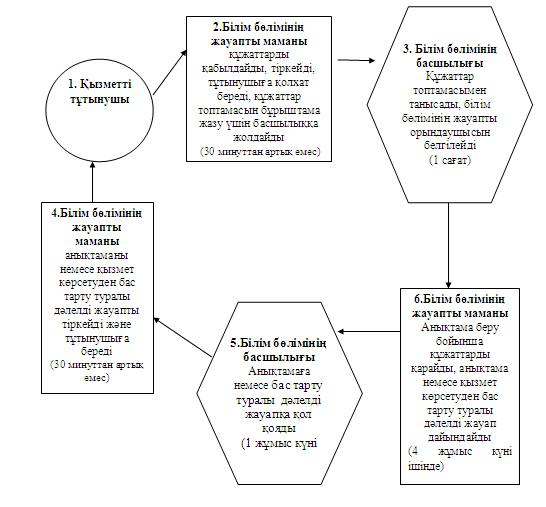 1. Қызметті
тұтынушы
2.Білім бөлімінің
жауапты маманы
құжаттарды
қабылдайды, тіркейді,
тұтынушыға қолхат
береді, құжаттар
топтамасын бұрыштама
жазу үшін басшылыққа
жолдайды
(30 минуттан артық емес)
3. Білім бөлімінің
басшылығы
Құжаттар
топтамасымен
танысады, білім
бөлімінің жауапты
орындаушысын
белгілейді
(1 сағат)
4.Білім бөлімінің
жауапты
маманы
анықтаманы
немесе қызмет
көрсетуден бас
тарту туралы
дәлелді жауапты
тіркейді және
тұтынушыға
береді
(30 минуттан артық
емес)
5.Білім бөлімінің
басшылығы
Анықтамаға
немесе бас тарту
туралы дәлелді
жауапқа қол
қояды
(1 жұмыс күні
6.Білім бөлімінің
жауапты маманы
Анықтама беру
бойынша
құжаттарды
қарайды, анықтама
немесе қызмет
көрсетуден бас
тарту туралы
дәлелді жауап
дайындайды
(4 жұмыс күні
ішінде)